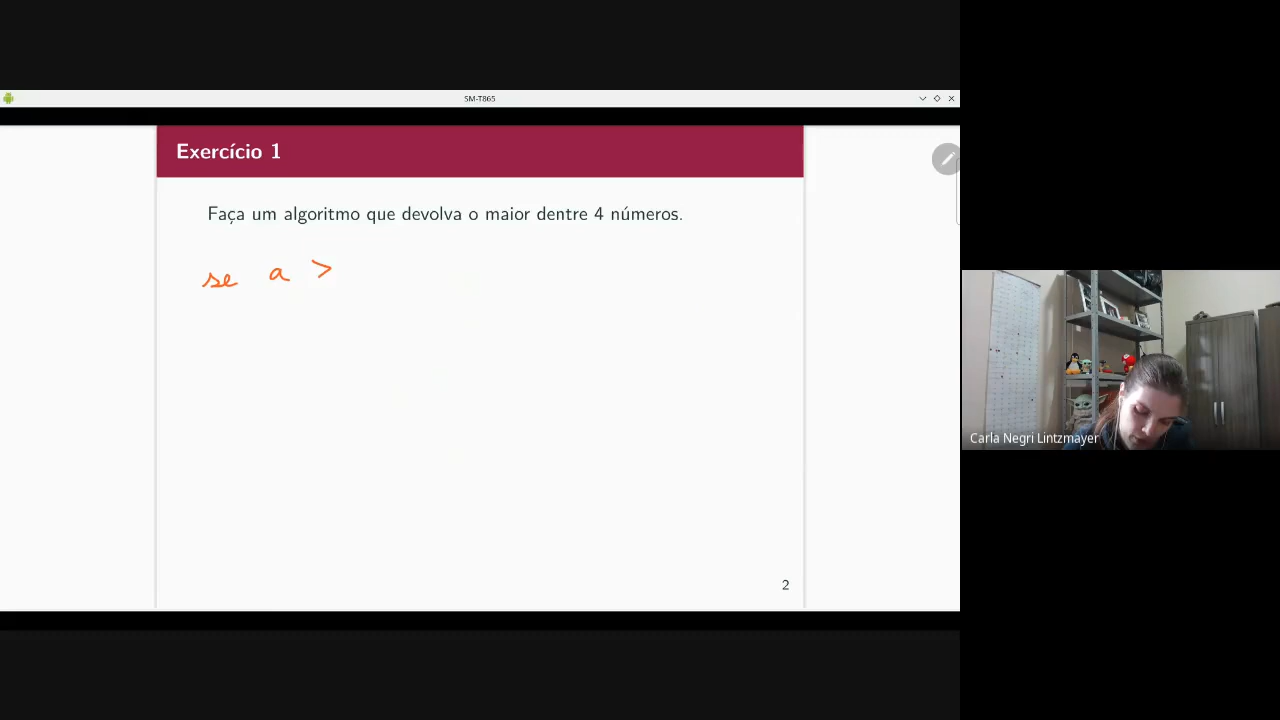 SM-T865
Exercício 1
Faça um algoritmo que devolva o maior dentre 4 números.
se a >
Carla Negri Lintzmayer
2